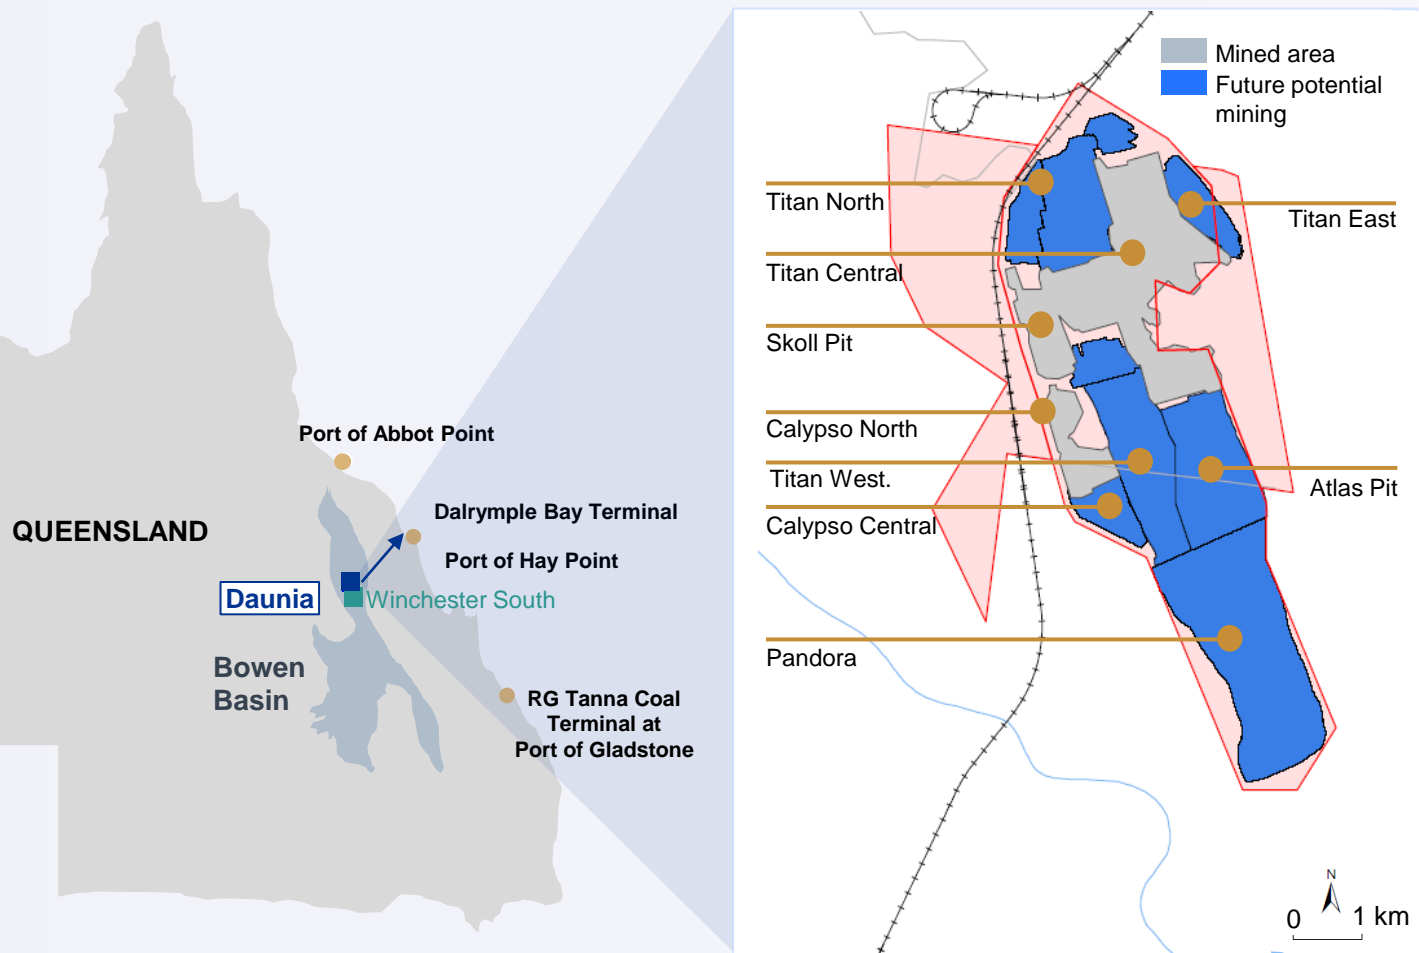 QUEENSLAND
Port of Abbot Point
Dalrymple Bay Terminal
Port of Hay Point
Daunia
Winchester South
Bowen
Basin
RG Tanna Coal
Terminal at
Port of Gladstone
Mined area
Future potential
mining
Titan North
Titan East
Titan Central
Skoll Pit
Calypso North
Titan West.
Atlas Pit
Calypso Central
Pandora
N
0 1 km